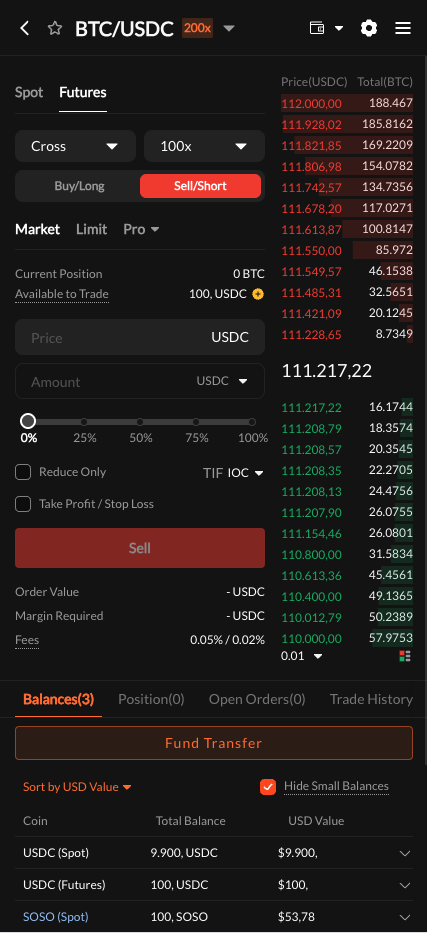 BTC/USDC 200x
Spot Futures
Cross 100x
Buy/Long Sell/Short
Market Limit Pro
Current Position 0 BTC
Available to Trade 100, USDC
Price USDC
Amount USDC
0% 25% 50% 75% 100%
Reduce Only TIF IOC
Take Profit / Stop Loss
Sell
Order Value - USDC
Margin Required - USDC
Fees 0.05% / 0.02%
Price(USDC) Total(BTC)
112.000,00 188.467
111.928,02 185.8162
111.821,85 169.2209
111.806,98 154.0782
111.742,57 134.7356
111.678,20 117.0271
111.613,87 100.8147
111.550,00 85.972
111.549,57 46.1538
111.485,31 32.5651
111.421,09 20.1245
111.228,65 8.7349
111.217,22
111.217,22 16.1744
111.208,79 18.3574
111.208,57 20.3545
111.208,35 22.2705
111.208,13 24.4756
111.207,90 26.0755
111.154,46 26.0801
110.800,00 31.5834
110.613,36 45.4561
110.400,00 49.1365
110.012,79 50.2389
110.000,00 57.9753
0.01
Balances(3) Position(0) Open Orders(0) Trade History
Fund Transfer
Sort by USD Value Hide Small Balances
Coin Total Balance USD Value
USDC (Spot) 9.900, USDC $9.900,
USDC (Futures) 100, USDC $100,
SOSO (Spot) 100, SOSO $53,78